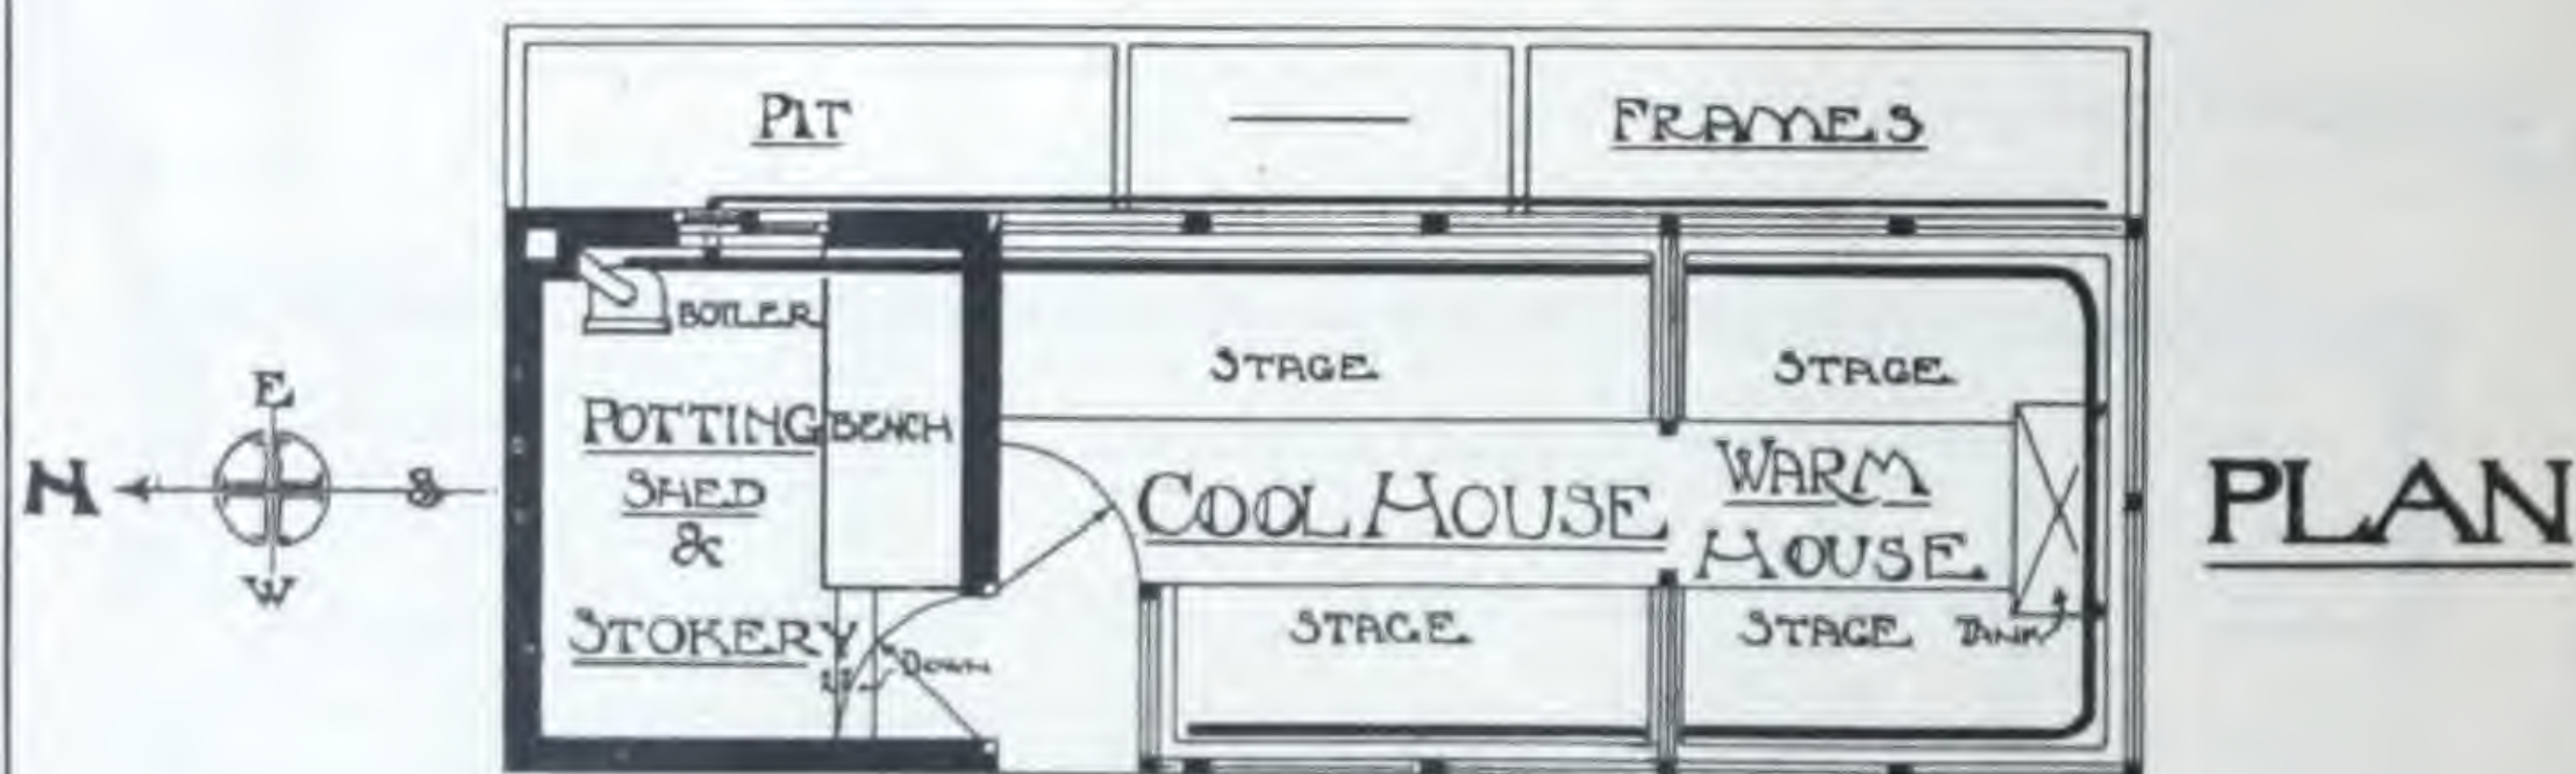 PIT
FRAMES
BOILER
STAGE
STAGE
E
N
S
W
POTTING
SHED
&
STOKERY
BENCH
COOL HOUSE
WARM
HOUSE
PLAN
STAGE
STAGE
TANK
DOWN